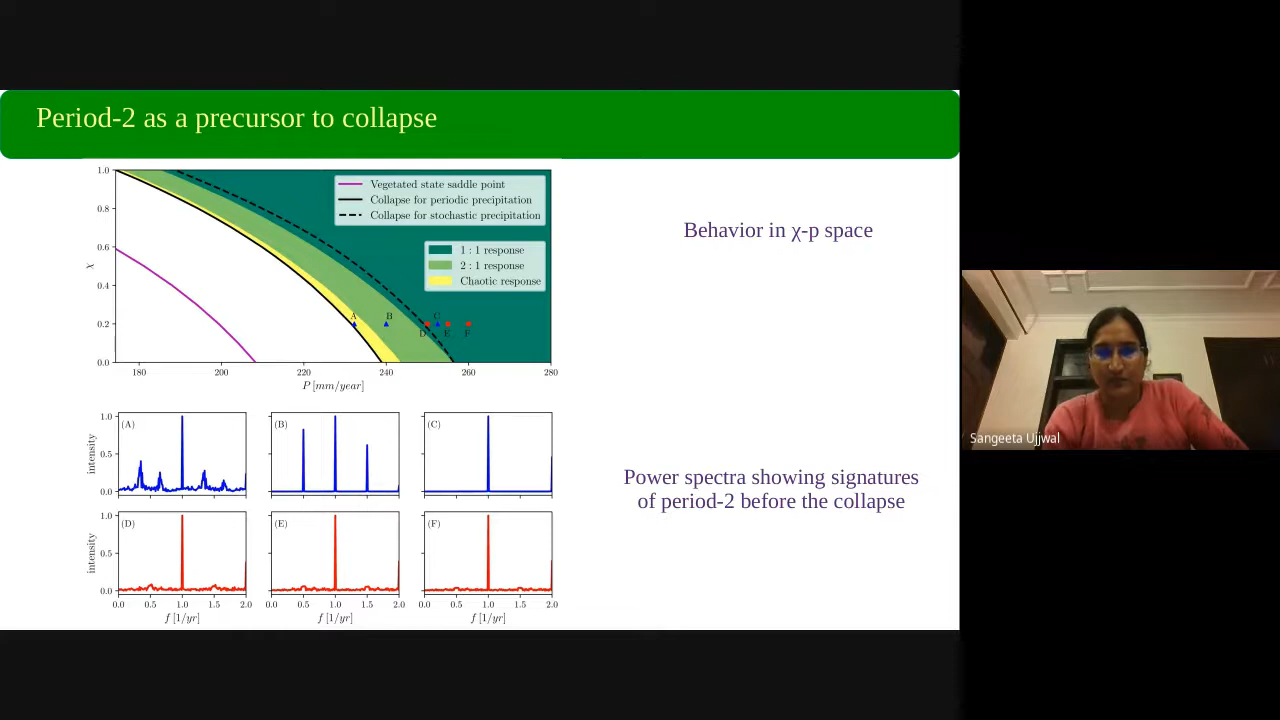 Period-2 as a precursor to collapse
1.0
0.8
0.6
0.4
0.2
0.0
χ
Vegetated state saddle point
Collapse for periodic precipitation
Collapse for stochastic precipitation
1 : 1 response
2 : 1 response
Chaotic response
A
B
C
D
E
F
180
200
220
240
260
280
P [mm/year]
Behavior in χ-p space
1.0
0.5
0.0
intensity
(A)
(B)
(C)
1.0
0.5
0.0
intensity
(D)
(E)
(F)
0.0 0.5 1.0 1.5 2.0
0.0 0.5 1.0 1.5 2.0
0.0 0.5 1.0 1.5 2.0
f [1/yr]
f [1/yr]
f [1/yr]
Power spectra showing signatures
of period-2 before the collapse
Sangeeta Ujjwal